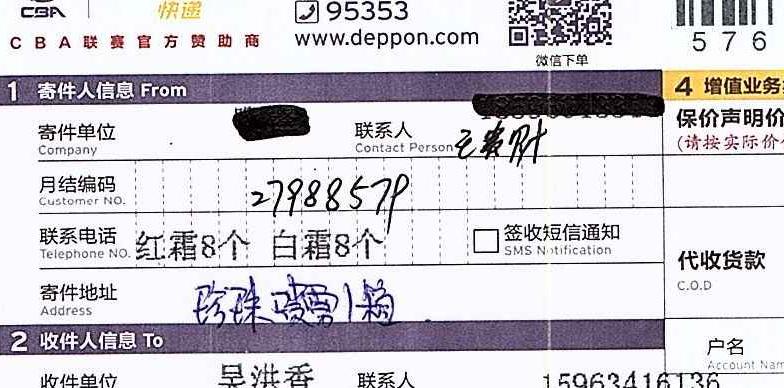 CBA 快递 95353
CBA联赛官方赞助商 www.deppon.com
微信下单
576
1 寄件人信息 From
4 增值业务
寄件单位 联系人
Company Contact Person
保价声明价
(请按实际价
月结编码 27988579
Customer NO.
联系电话 红霜8个 白霜8个 签收短信通知
Telephone NO. SMS Notification
代收货款
C.O.D
寄件地址 珍珠 1箱
Address
2 收件人信息 To
户名
Account Nam
收件单位 吴洪香 联系人 15963416136